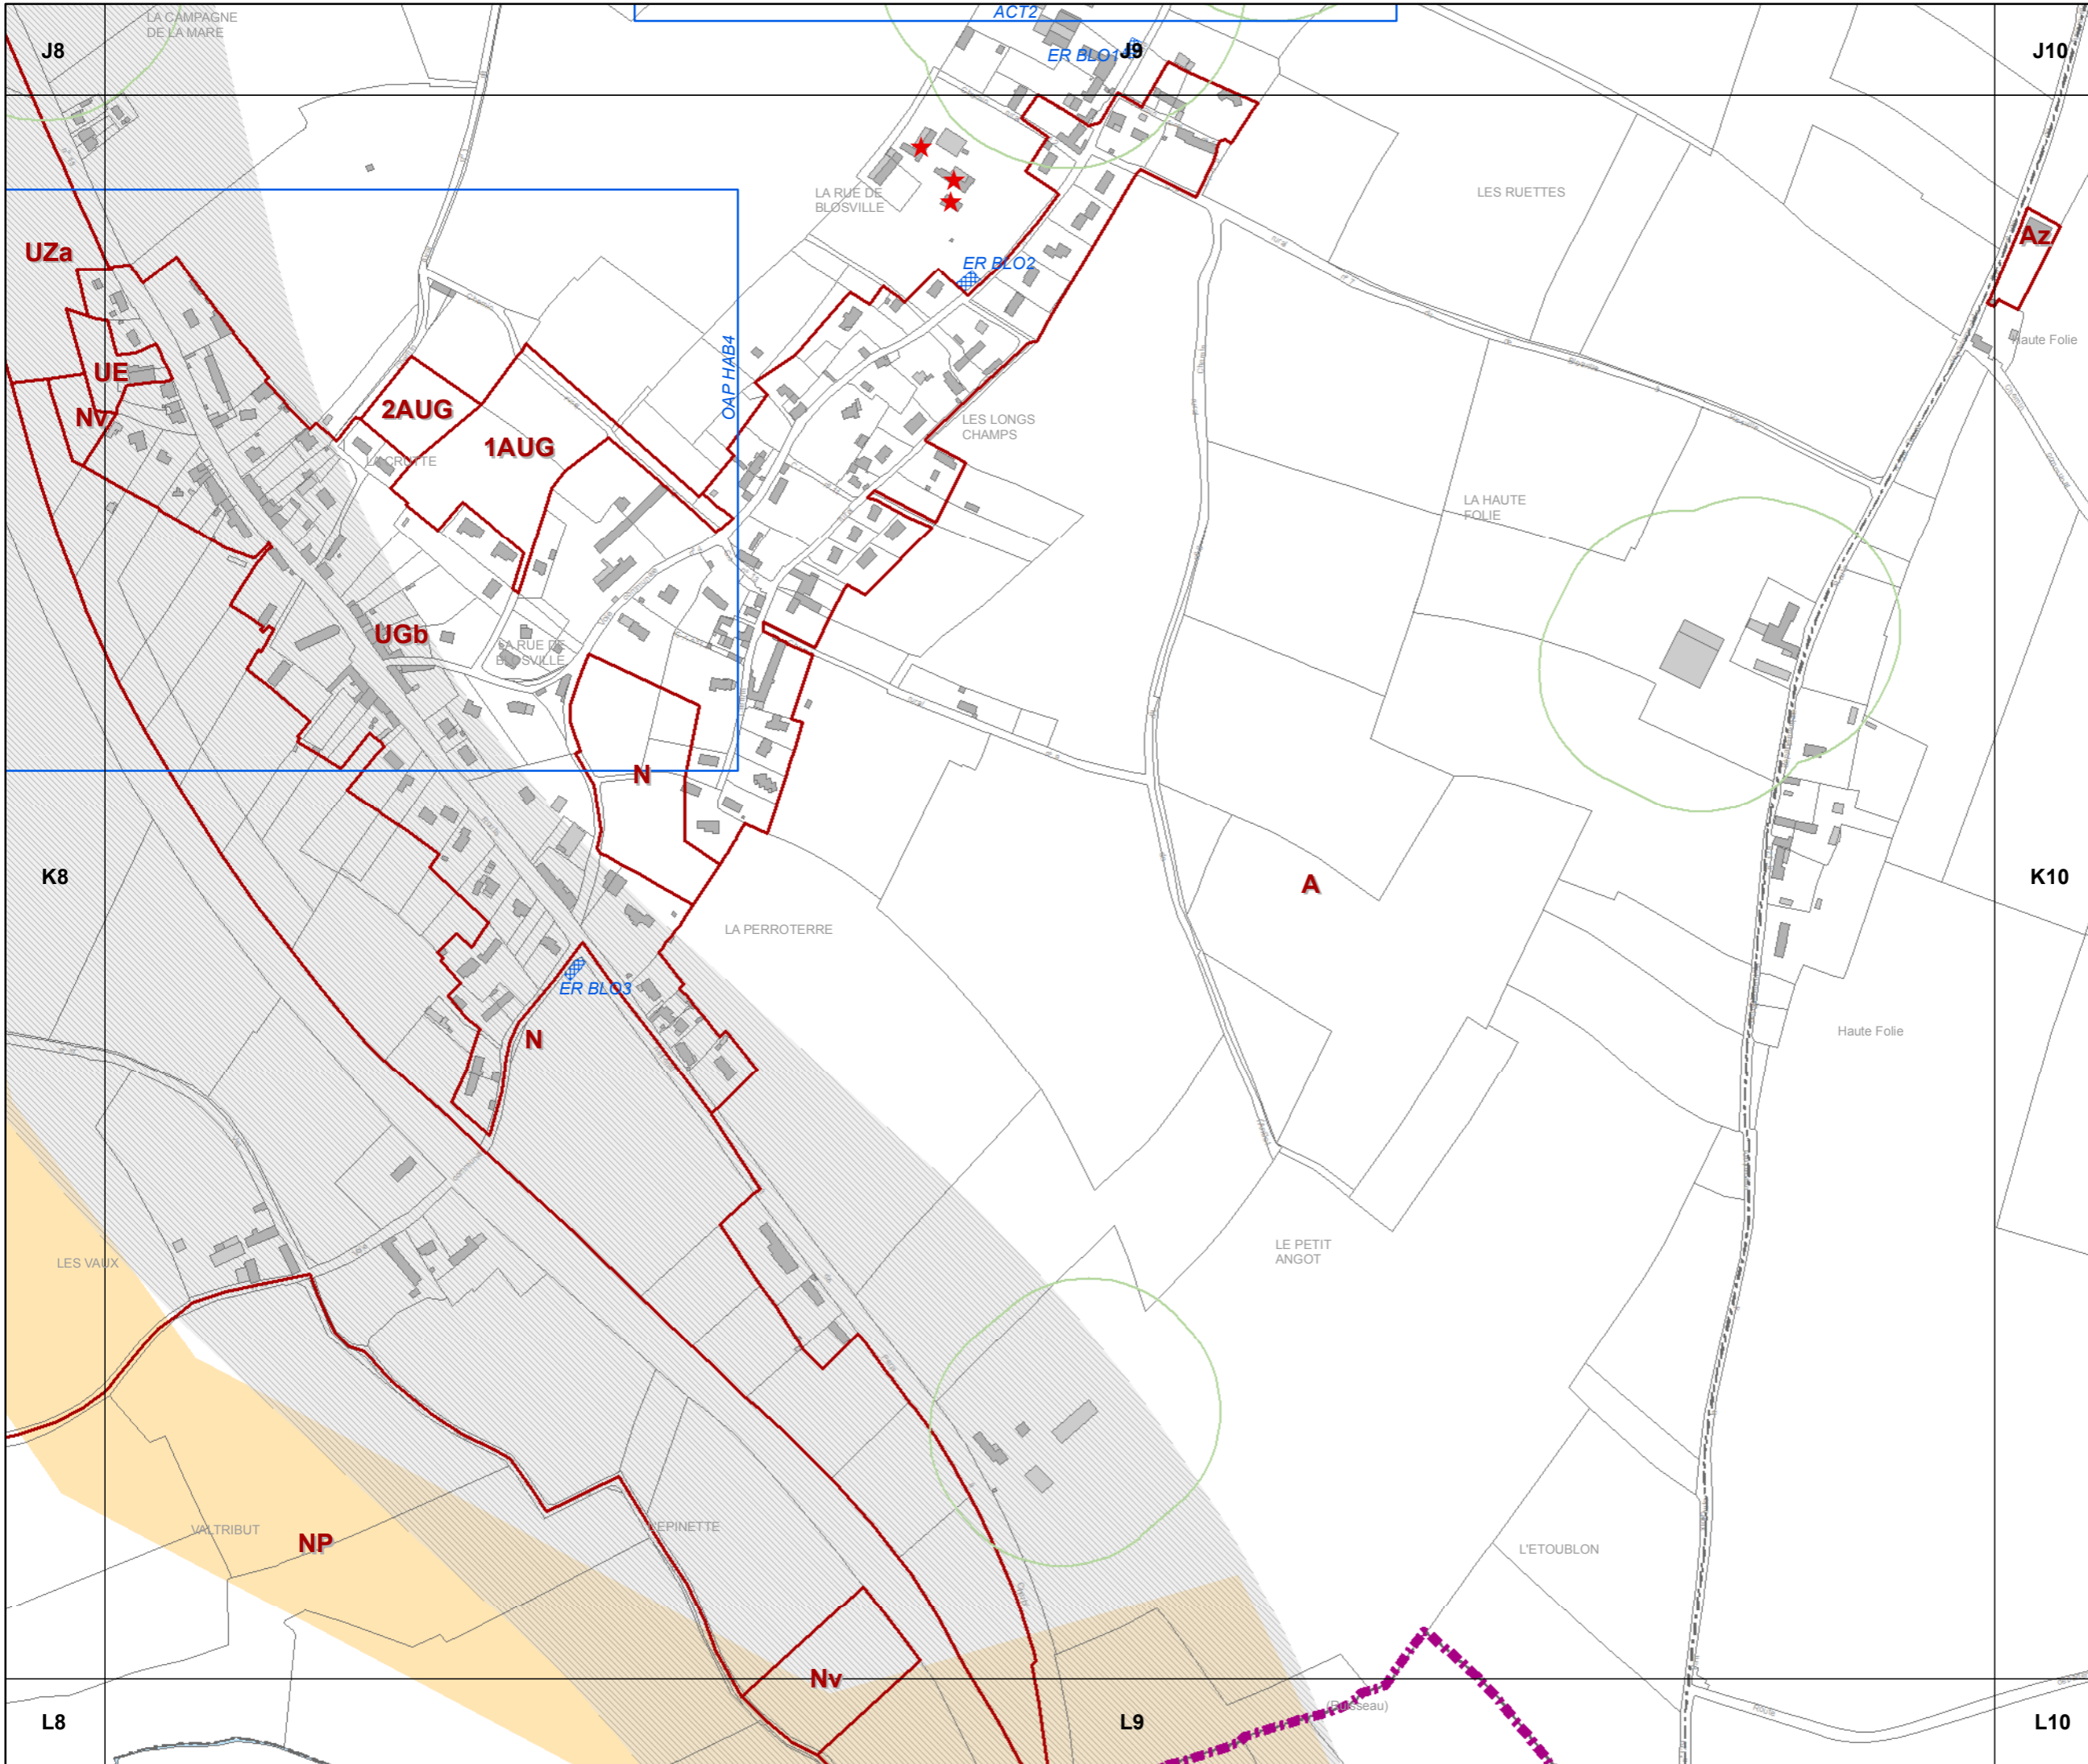 LA CAMPAGNE
DE LA MARE
ACT2
J8
ER BLO1
J9
J10
LA RUE DE
BLOSVILLE
LES RUETTES
UZa
Az
ER BLO2
Haute Folie
UE
OAP HAB4
Nv
2AUG
1AUG
LES LONGS
CHAMPS
LA CRUTTE
LA HAUTE
FOLIE
UGb
LA RUE DE
BLOSVILLE
N
K8
A
K10
LA PERROTERRE
ER BLO3
N
Haute Folie
LES VAUX
LE PETIT
ANGOT
VALTRIBUT
NP
L'EPINETTE
L'ETOUBLON
Nv
(Ruisseau)
L8
L9
Route
L10